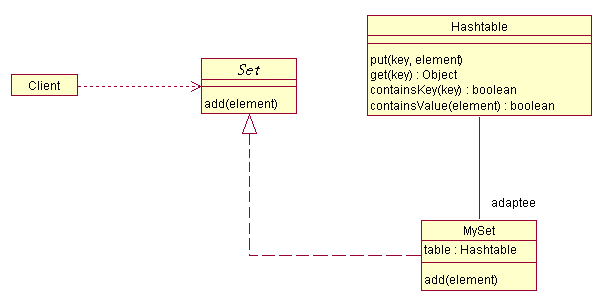 Hashtable
put(key, element)
get(key) : Object
containsKey(key) : boolean
containsValue(element) : boolean
Set
add(element)
Client
adaptee
MySet
table : Hashtable
add(element)